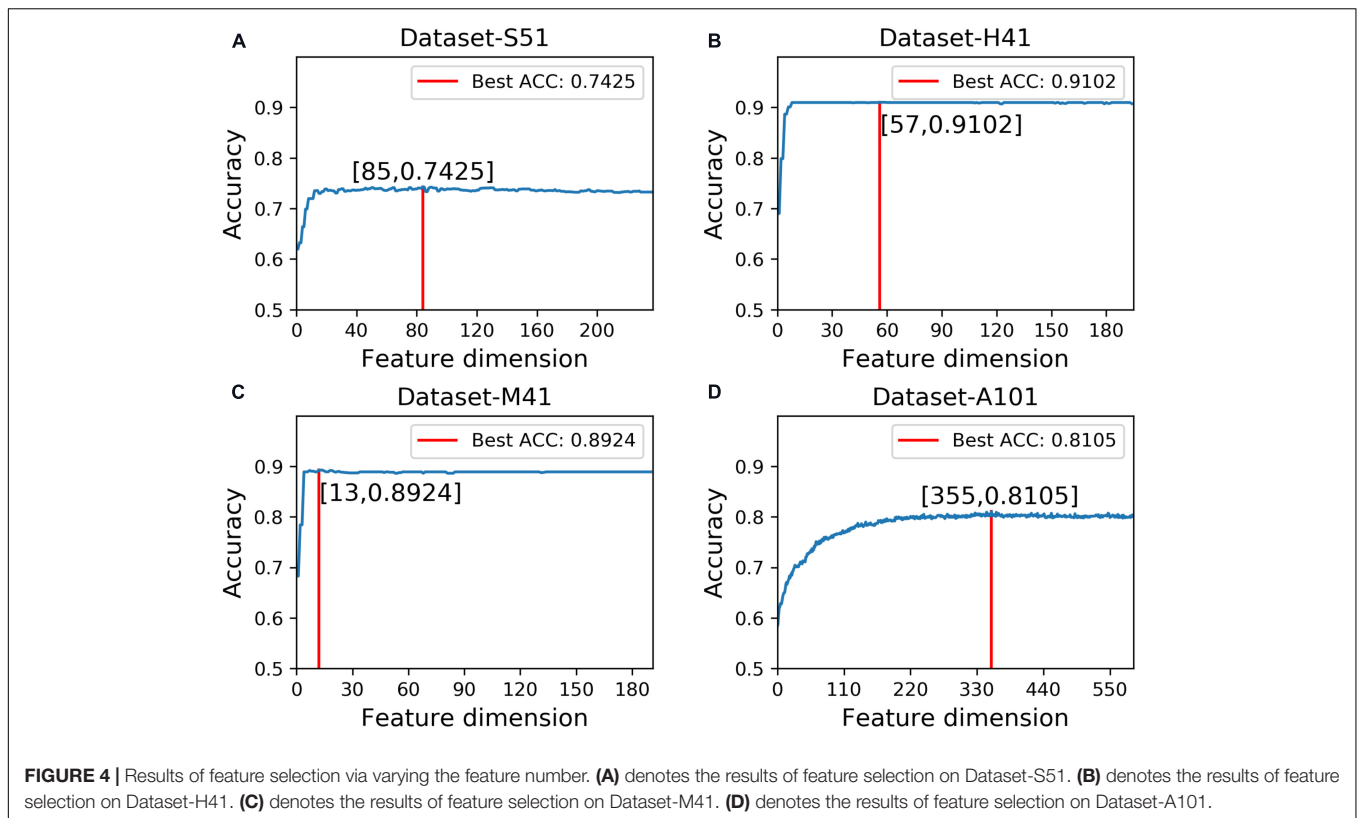 A
Dataset-S51
Best ACC: 0.7425
[85,0.7425]
0.9
0.8
0.7
0.6
0.5
Accuracy
0 40 80 120 160 200
Feature dimension
B
Dataset-H41
Best ACC: 0.9102
[57,0.9102]
0.9
0.8
0.7
0.6
0.5
Accuracy
0 30 60 90 120 150 180
Feature dimension
C
Dataset-M41
Best ACC: 0.8924
[13,0.8924]
0.9
0.8
0.7
0.6
0.5
Accuracy
0 30 60 90 120 150 180
Feature dimension
D
Dataset-A101
Best ACC: 0.8105
[355,0.8105]
0.9
0.8
0.7
0.6
0.5
Accuracy
0 110 220 330 440 550
Feature dimension
FIGURE 4 | Results of feature selection via varying the feature number. (A) denotes the results of feature selection on Dataset-S51. (B) denotes the results of feature
selection on Dataset-H41. (C) denotes the results of feature selection on Dataset-M41. (D) denotes the results of feature selection on Dataset-A101.